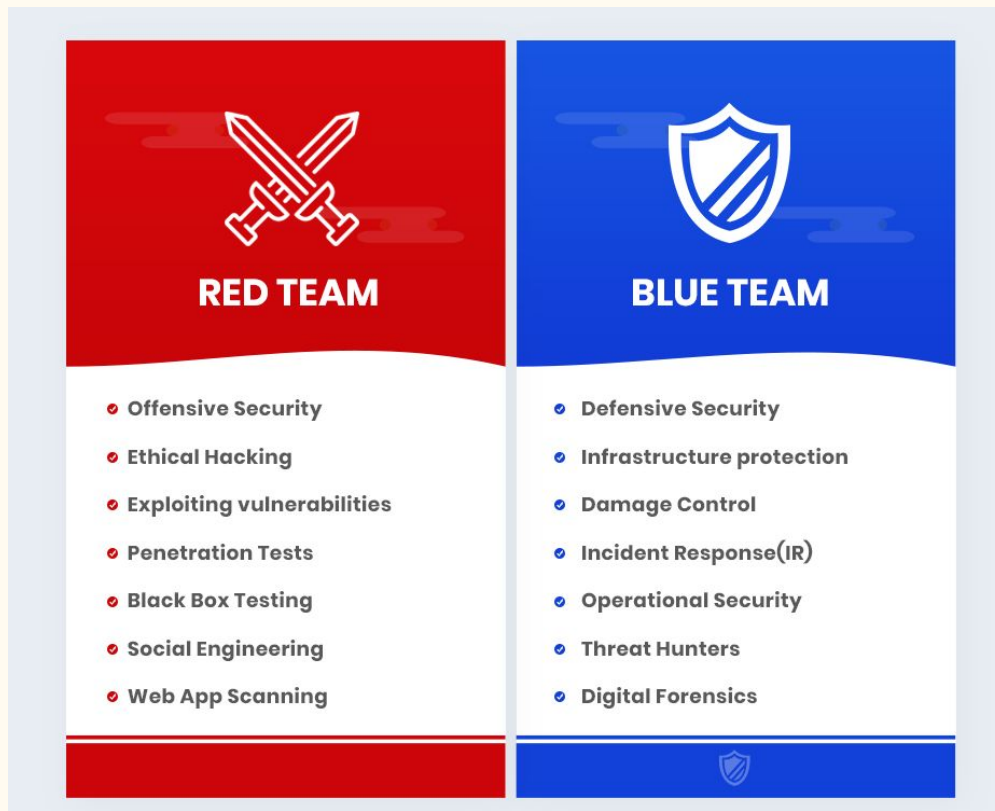 RED TEAM
Offensive Security
Ethical Hacking
Exploiting vulnerabilities
Penetration Tests
Black Box Testing
Social Engineering
Web App Scanning
BLUE TEAM
Defensive Security
Infrastructure protection
Damage Control
Incident Response(IR)
Operational Security
Threat Hunters
Digital Forensics